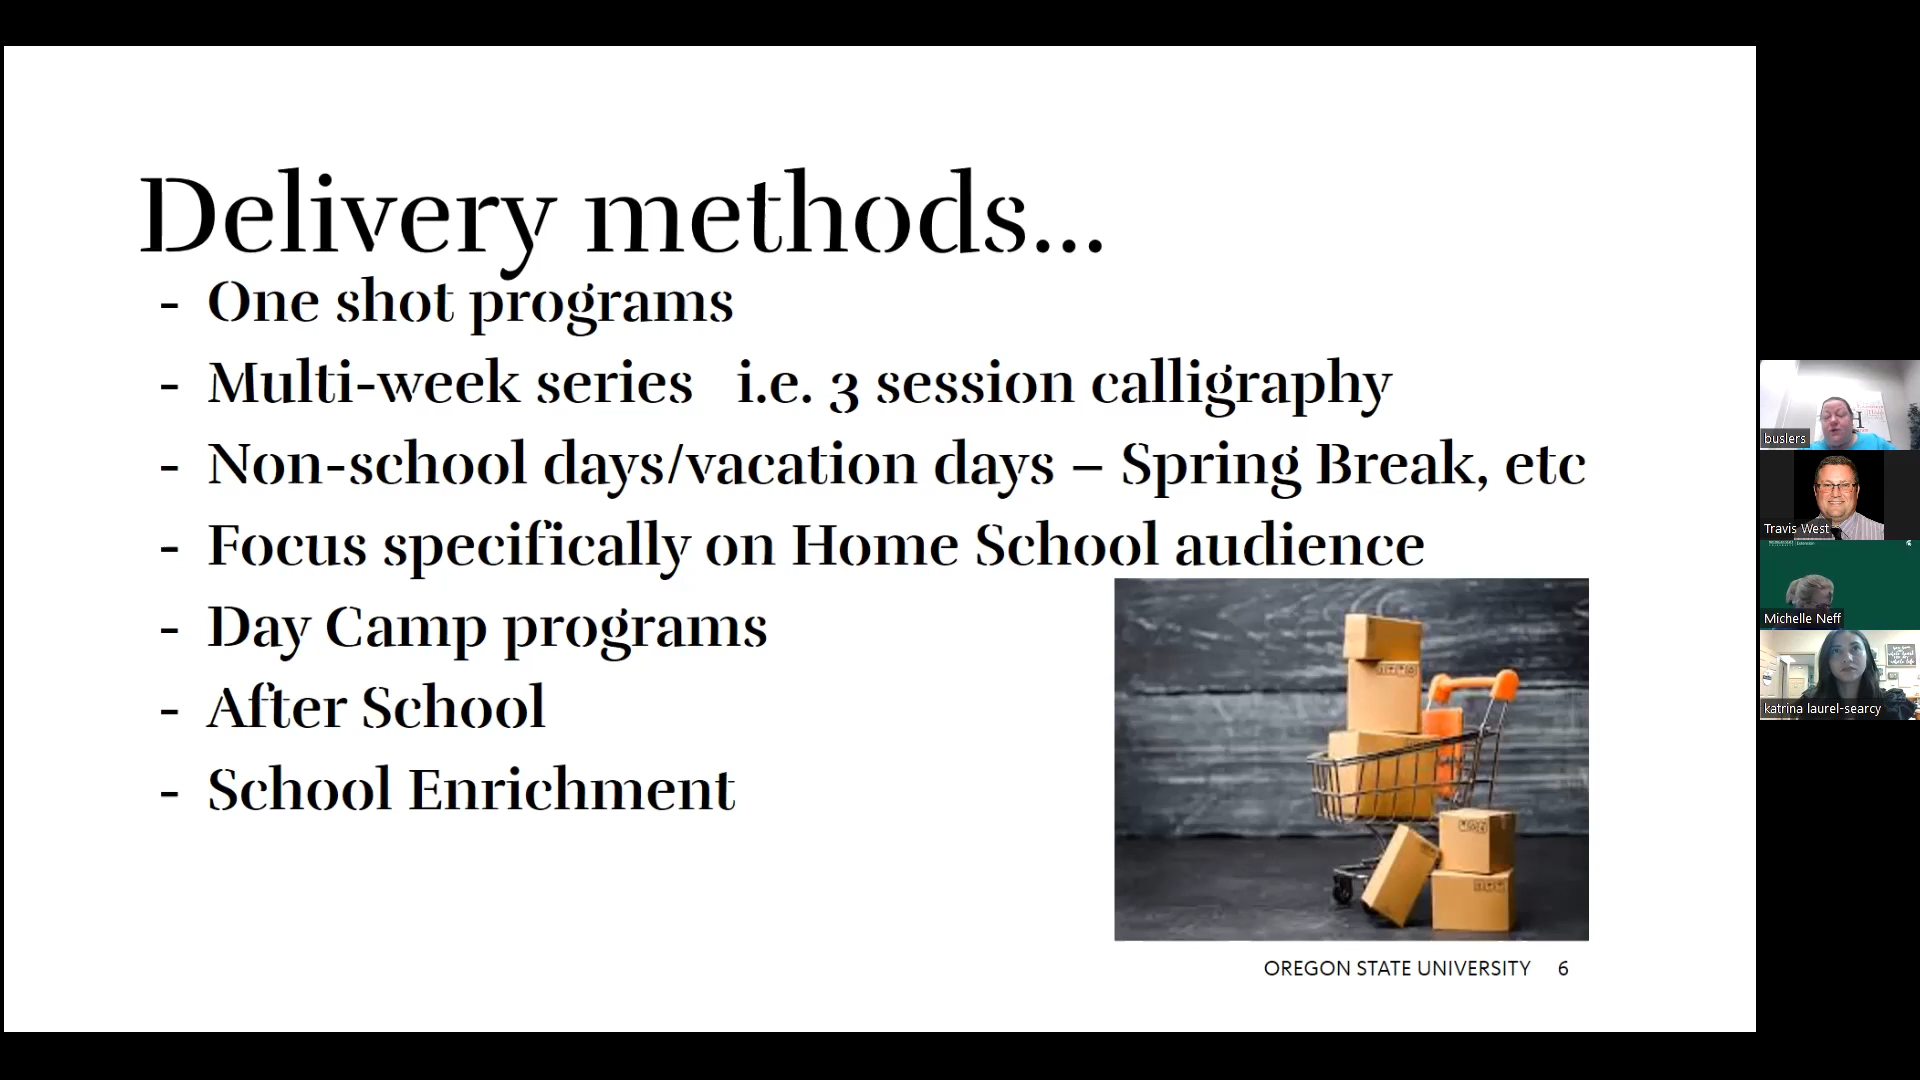 Delivery methods...
- One shot programs
- Multi-week series i.e. 3 session calligraphy
- Non-school days/vacation days – Spring Break, etc
- Focus specifically on Home School audience
- Day Camp programs
- After School
- School Enrichment
OREGON STATE UNIVERSITY 6
buslers
Travis West
Extension
Michelle Neff
katrina laurel-searcy